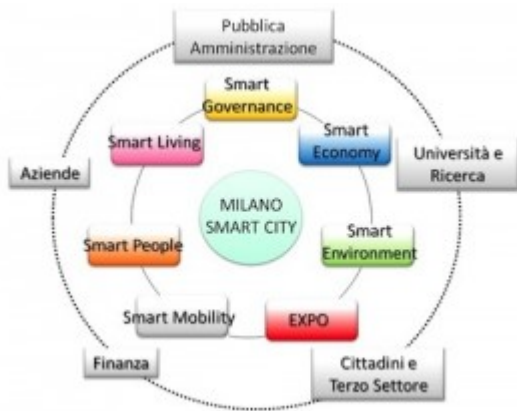 Pubblica
Amministrazione
Smart
Governance
Smart Living
Smart
Economy
Aziende
Università e
Ricerca
MILANO
SMART CITY
Smart People
Smart
Environment
Smart Mobility
EXPO
Finanza
Cittadini e
Terzo Settore